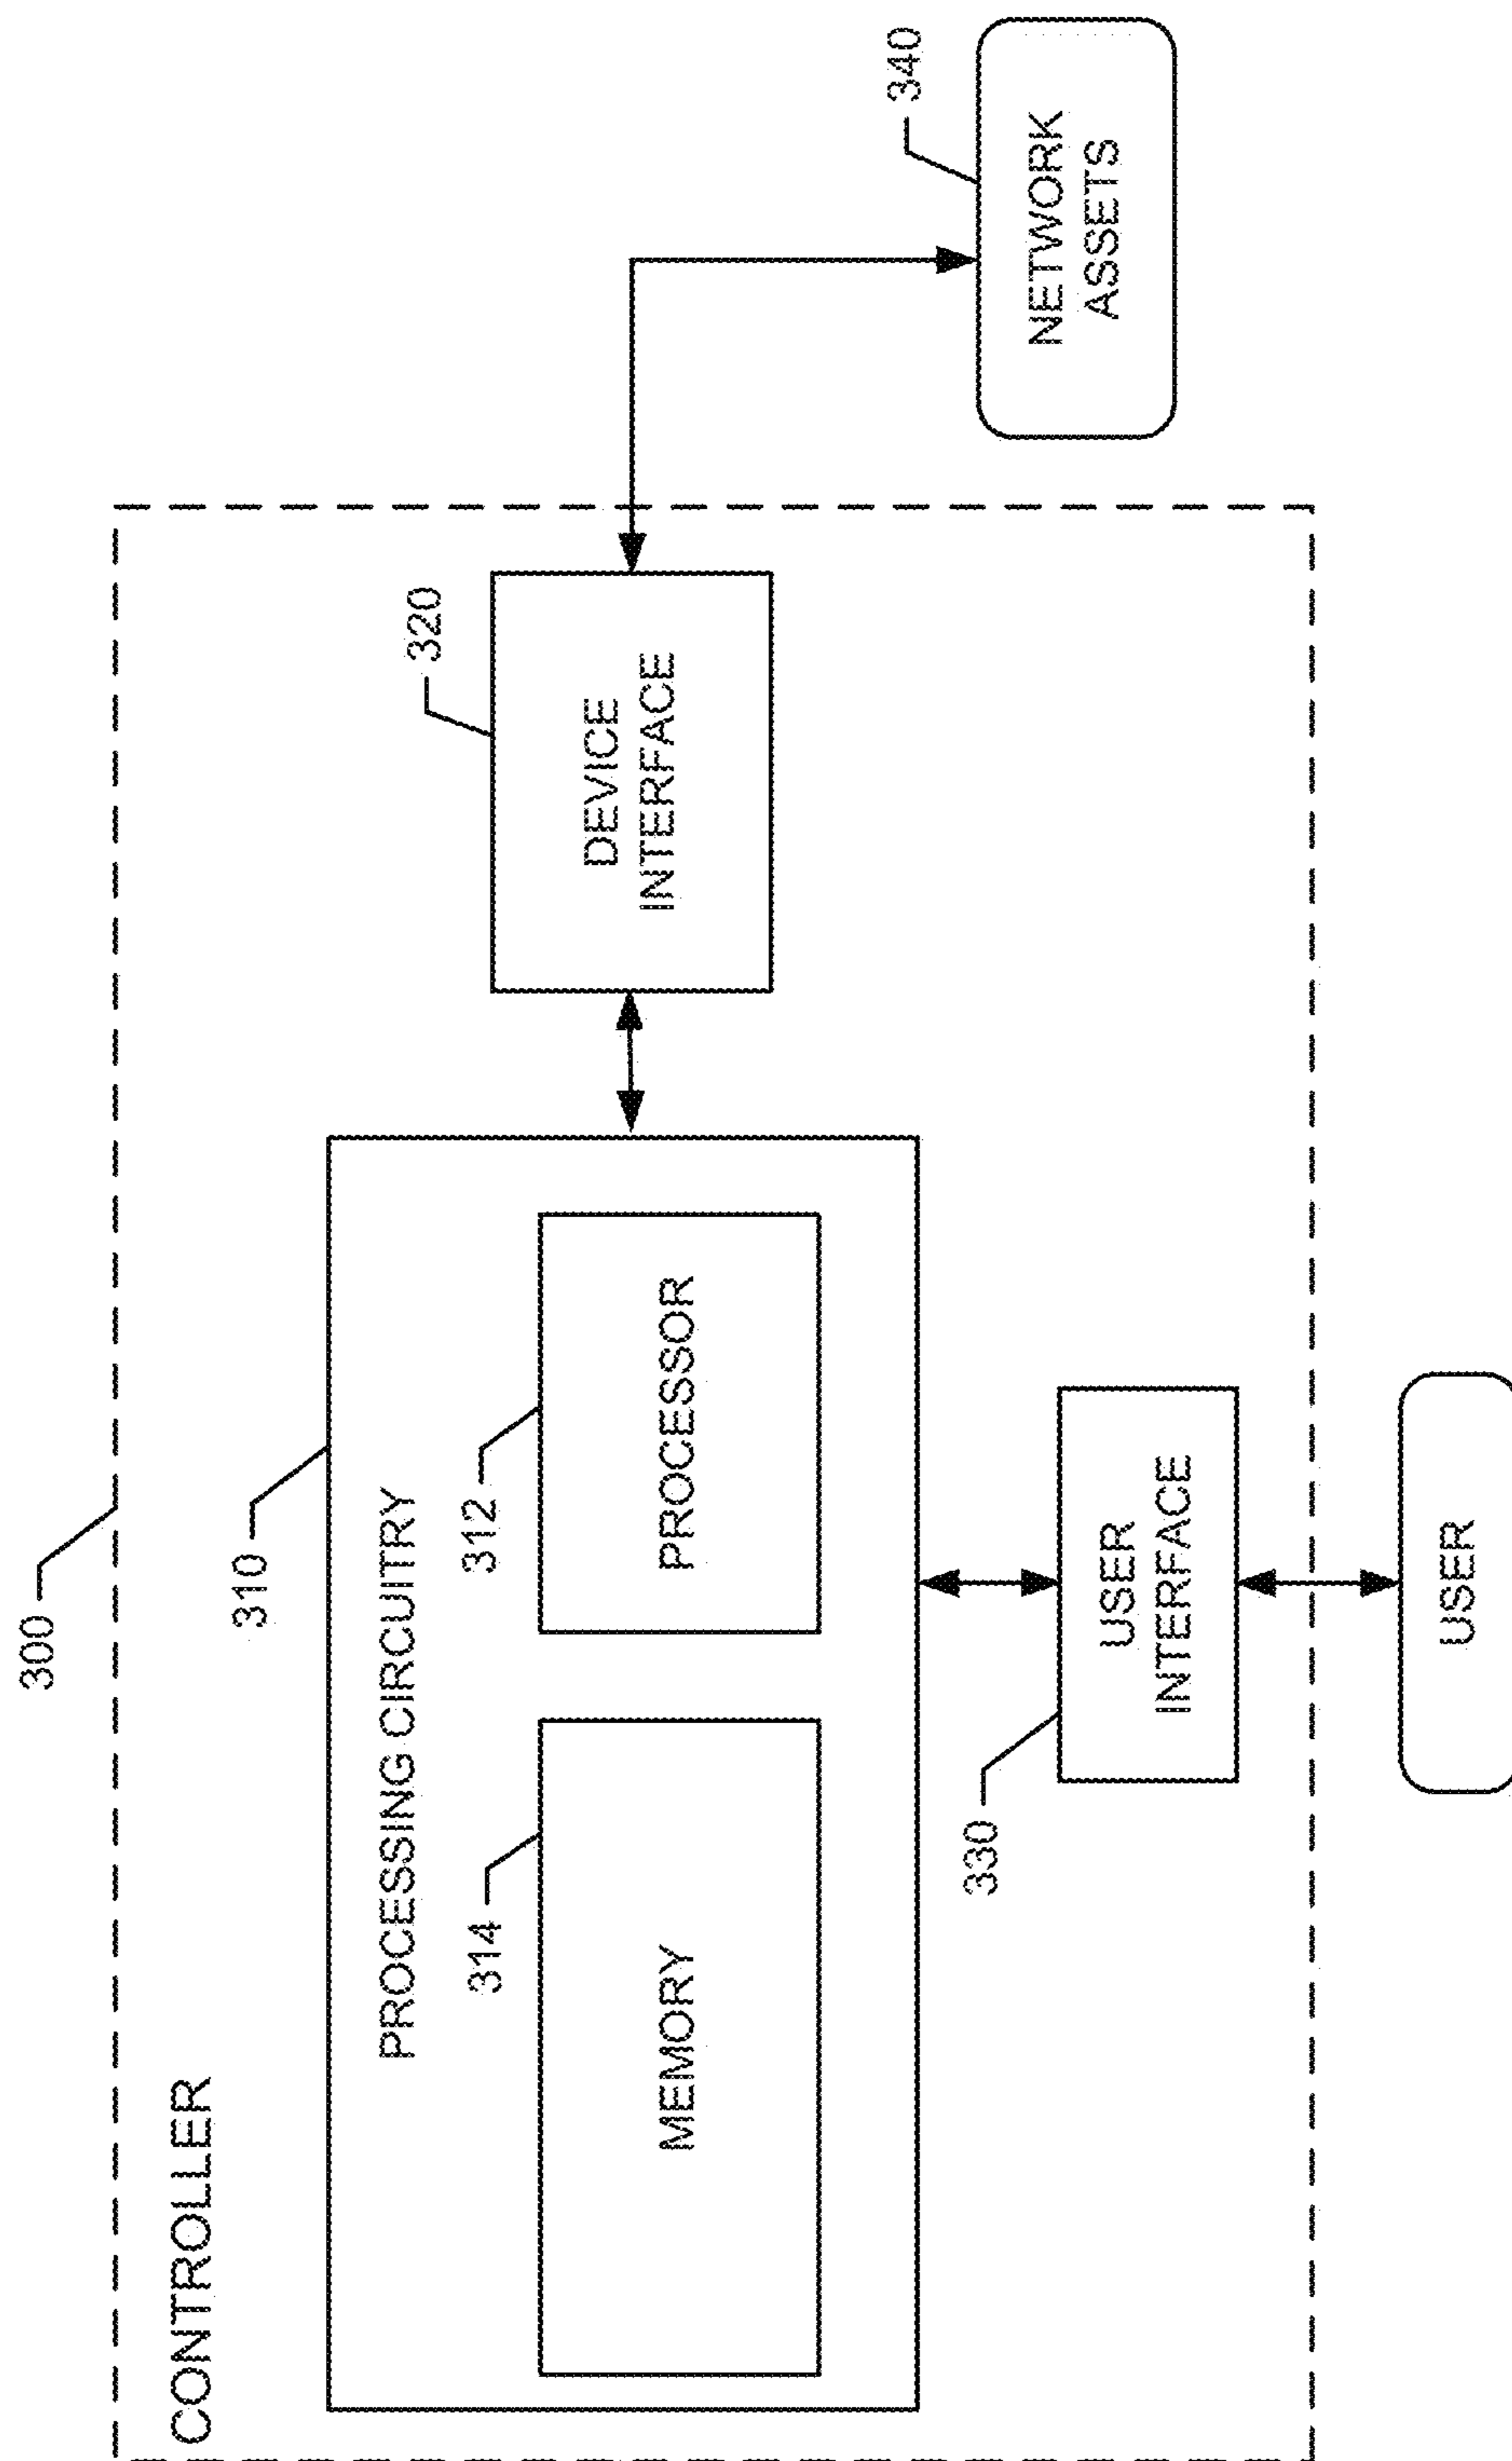 300
CONTROLLER
310
PROCESSING CIRCUITRY
314
MEMORY
312
PROCESSOR
320
DEVICE
INTERFACE
330
USER
INTERFACE
340
NETWORK
ASSETS
USER